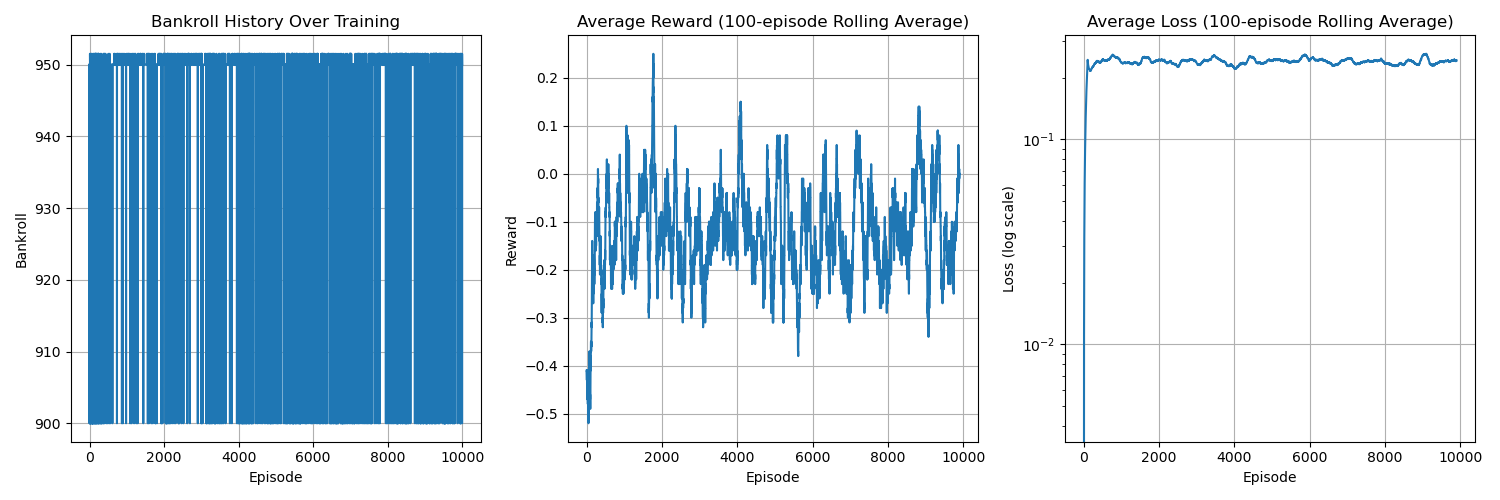 Bankroll History Over Training
Bankroll
950
940
930
920
910
900
0 2000 4000 6000 8000 10000
Episode
Average Reward (100-episode Rolling Average)
Reward
0.2
0.1
0.0
−0.1
−0.2
−0.3
−0.4
−0.5
0 2000 4000 6000 8000 10000
Episode
Average Loss (100-episode Rolling Average)
Loss (log scale)
10⁻¹
10⁻²
0 2000 4000 6000 8000 10000
Episode